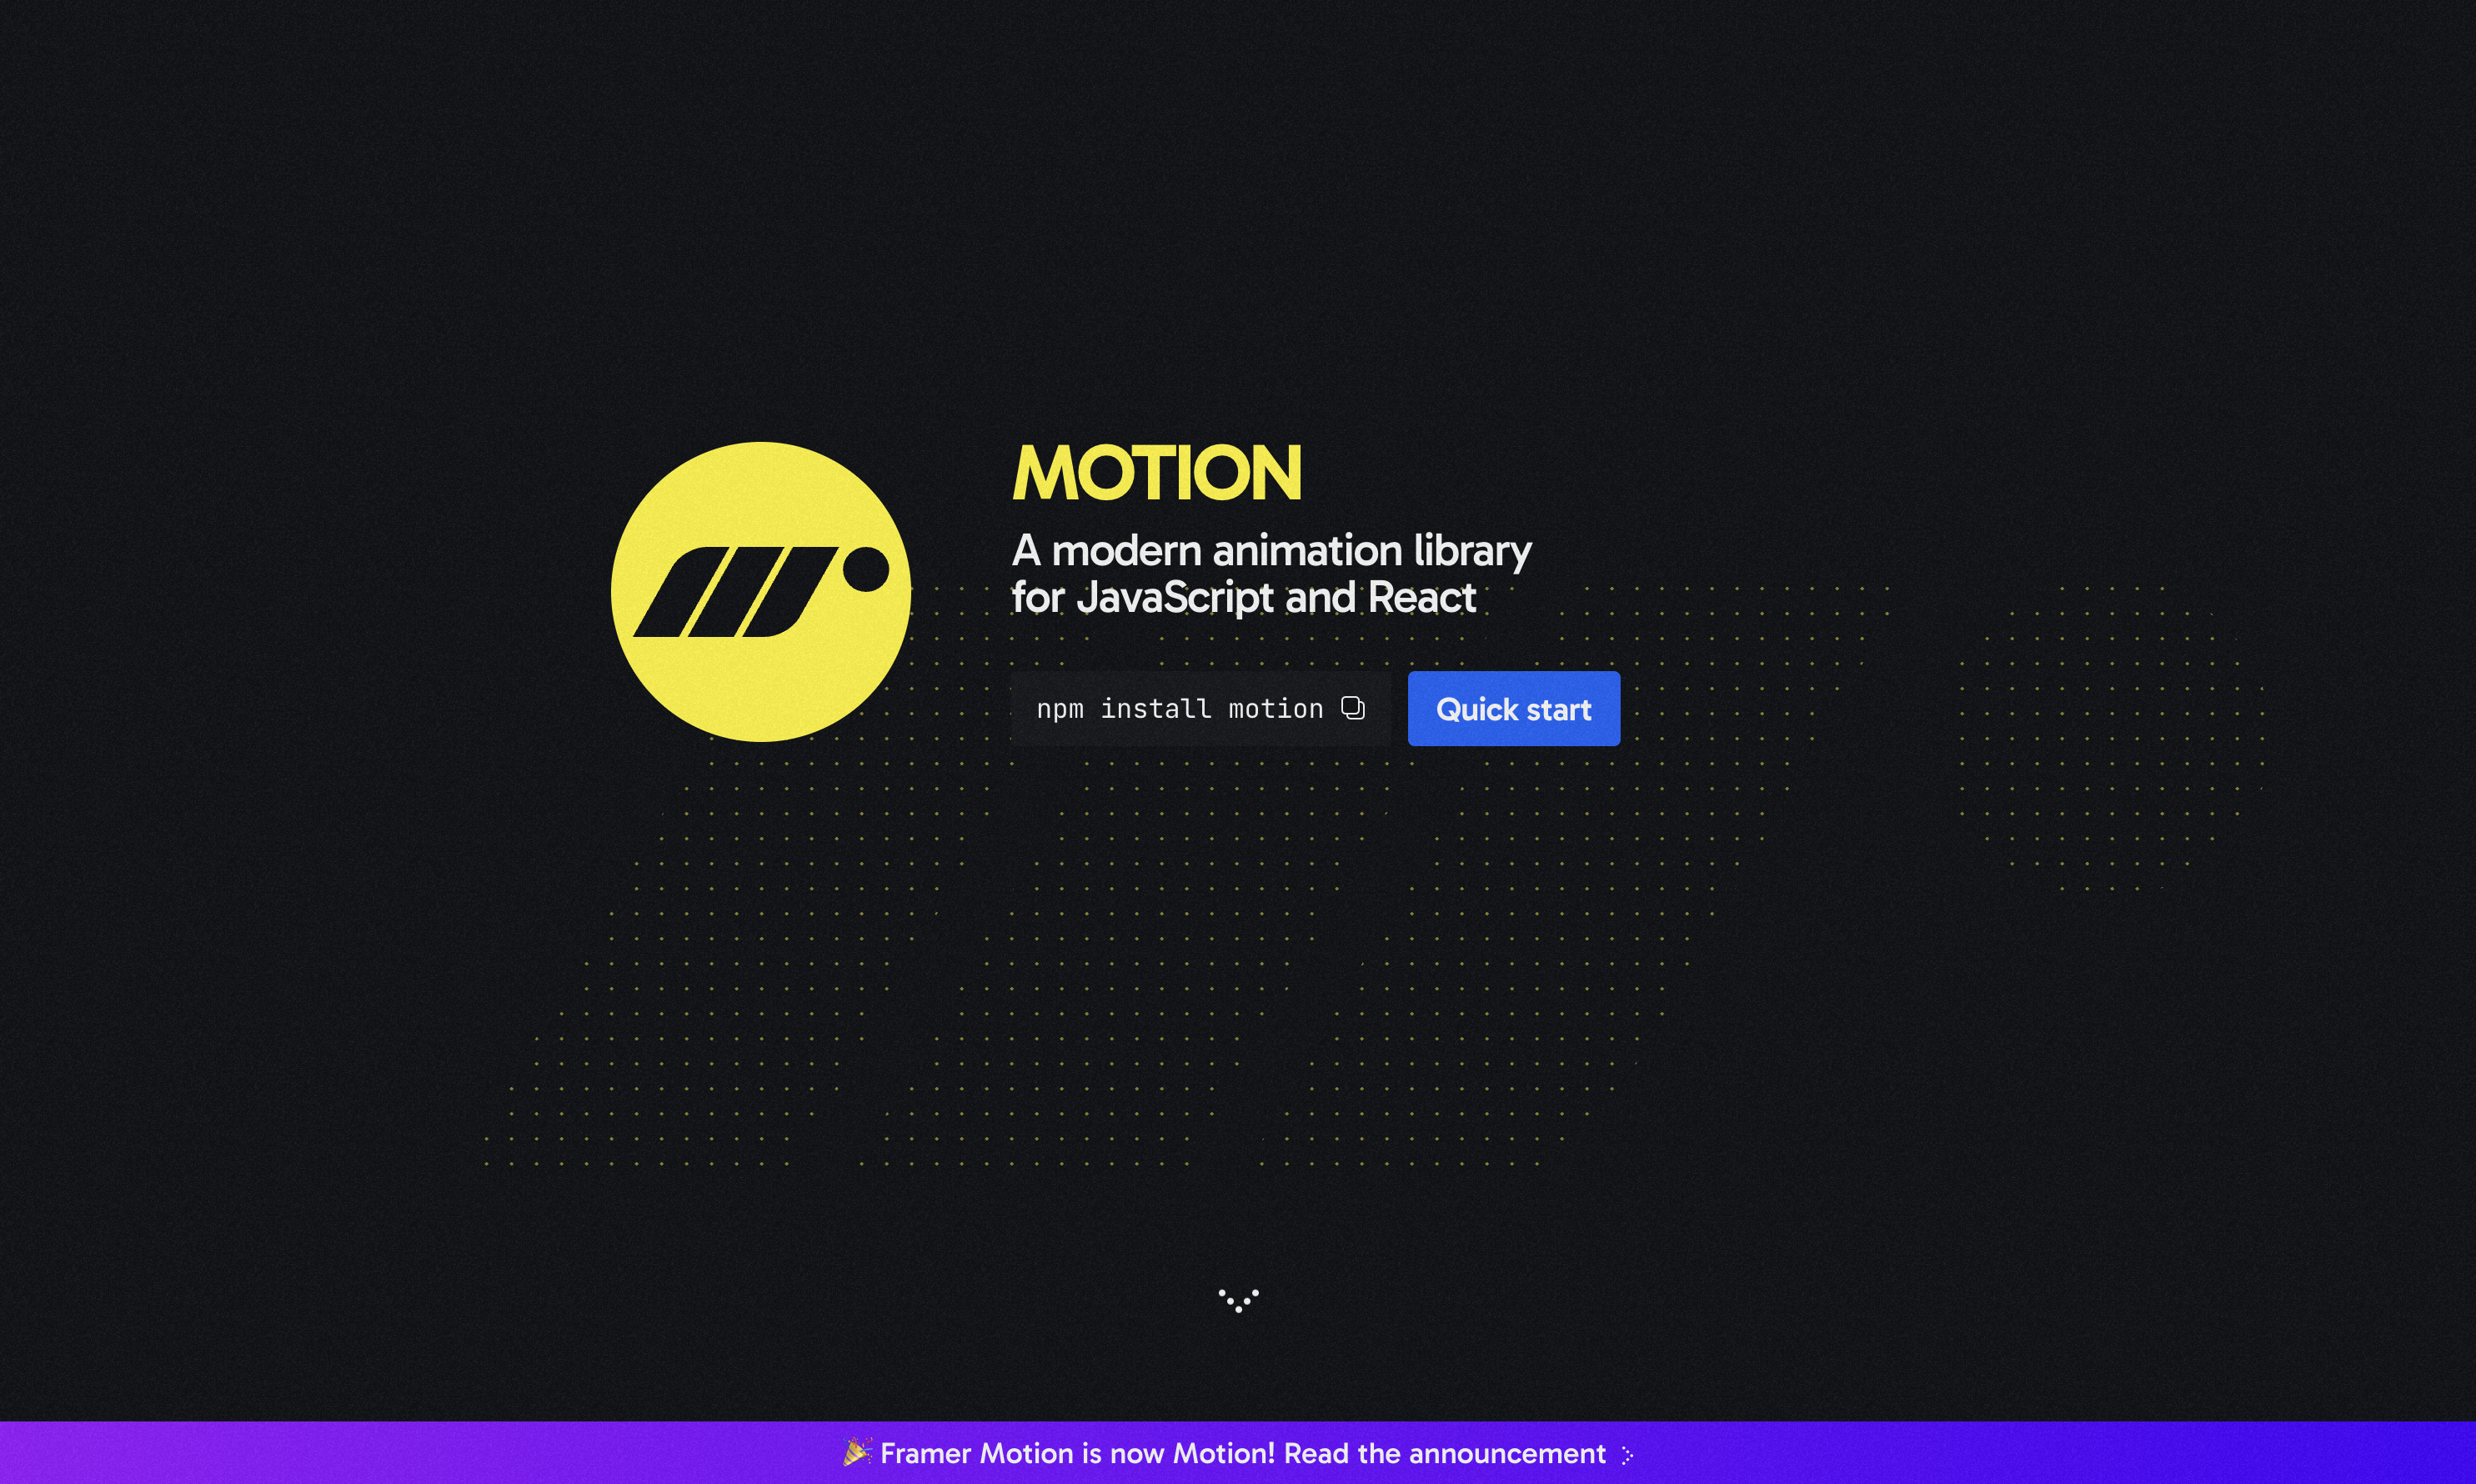 MOTION
A modern animation library
for JavaScript and React
npm install motion
Quick start
🎉 Framer Motion is now Motion! Read the announcement